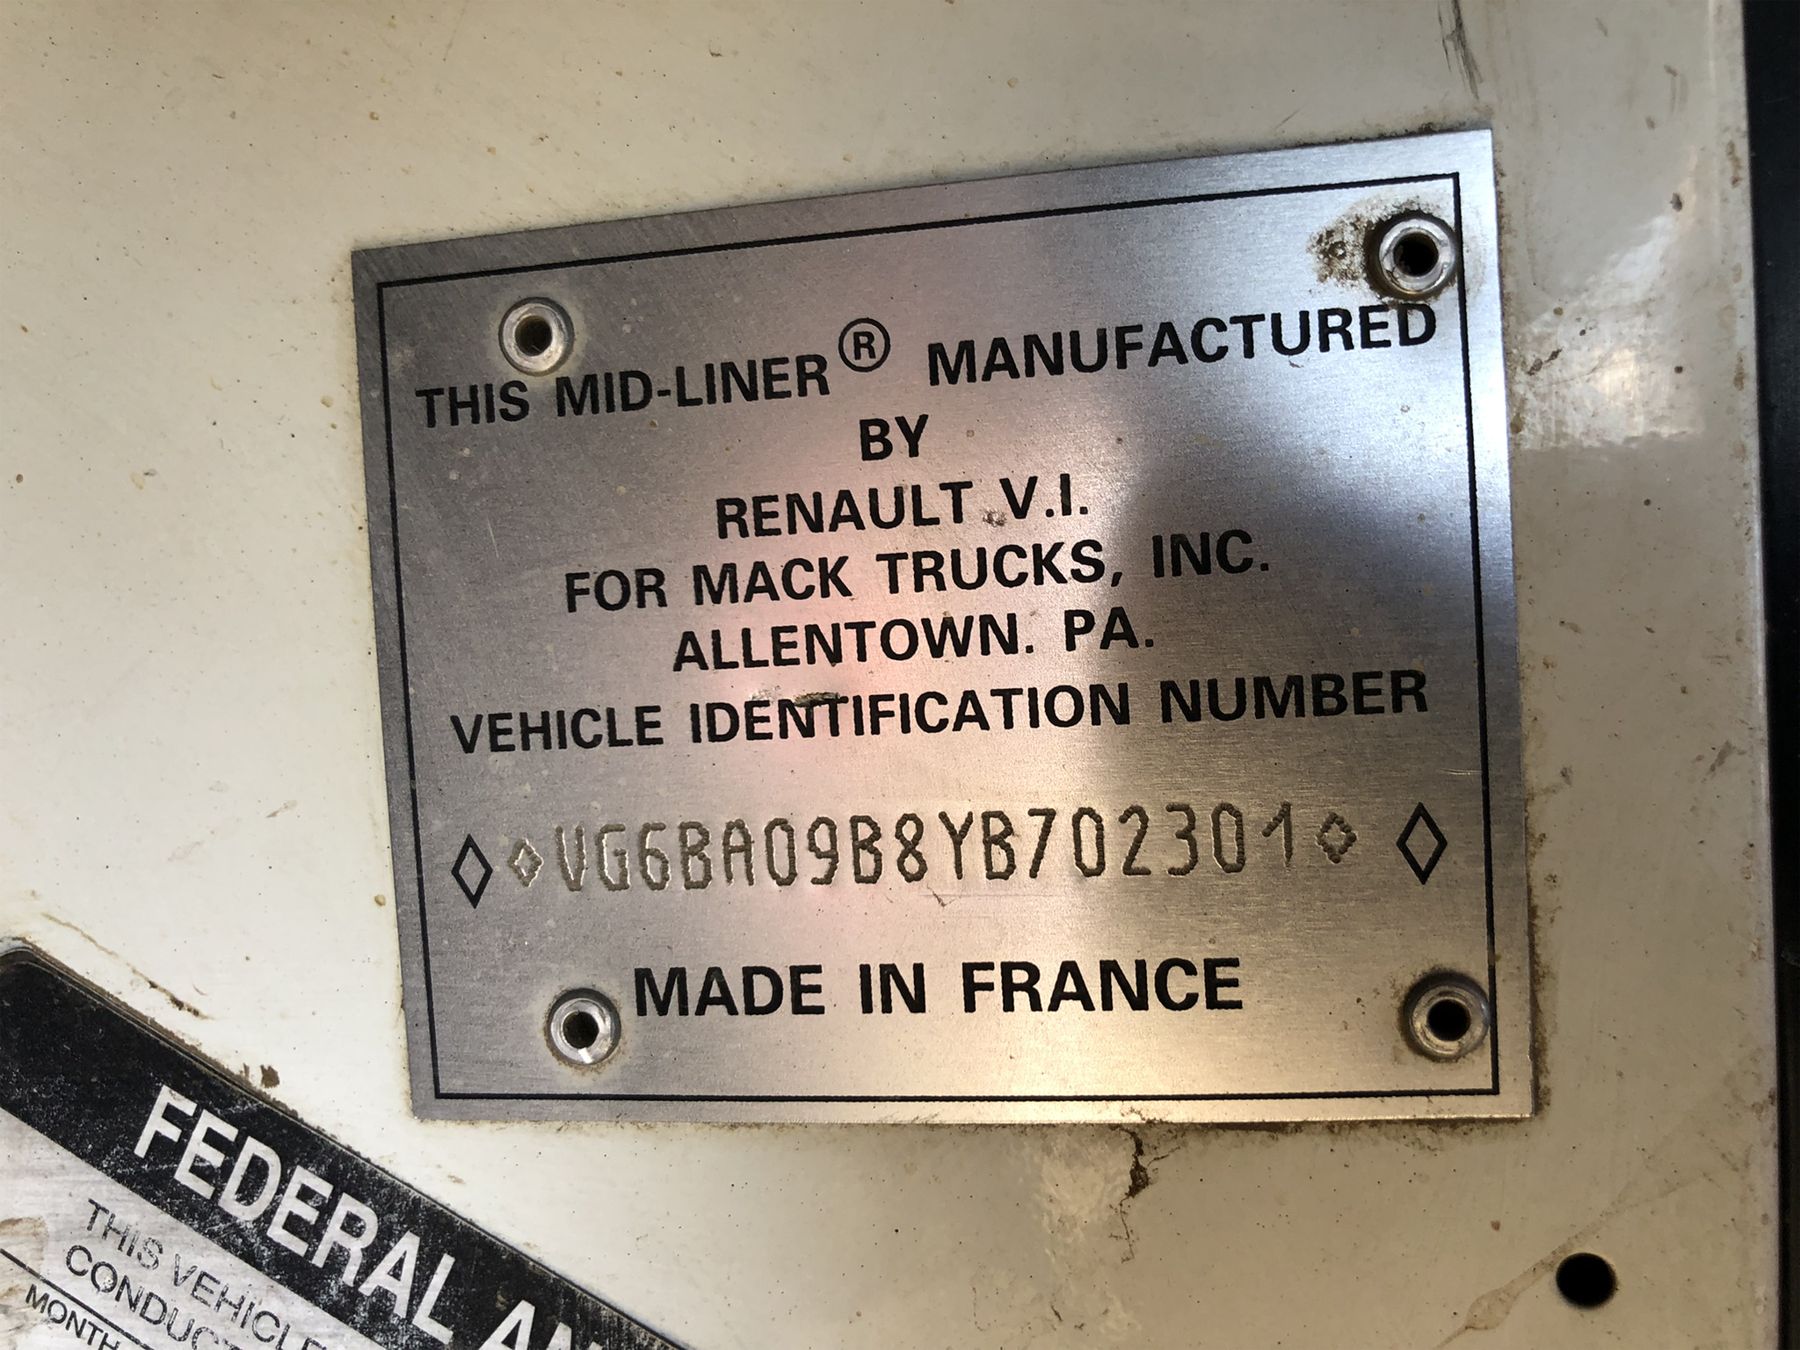 THIS MID-LINER® MANUFACTURED
BY
RENAULT V.I.
FOR MACK TRUCKS, INC.
ALLENTOWN. PA.
VEHICLE IDENTIFICATION NUMBER
◊ ◊VG6BA09B8YB702301◊ ◊
MADE IN FRANCE
FEDERAL
THIS VEHICLE
MONTH